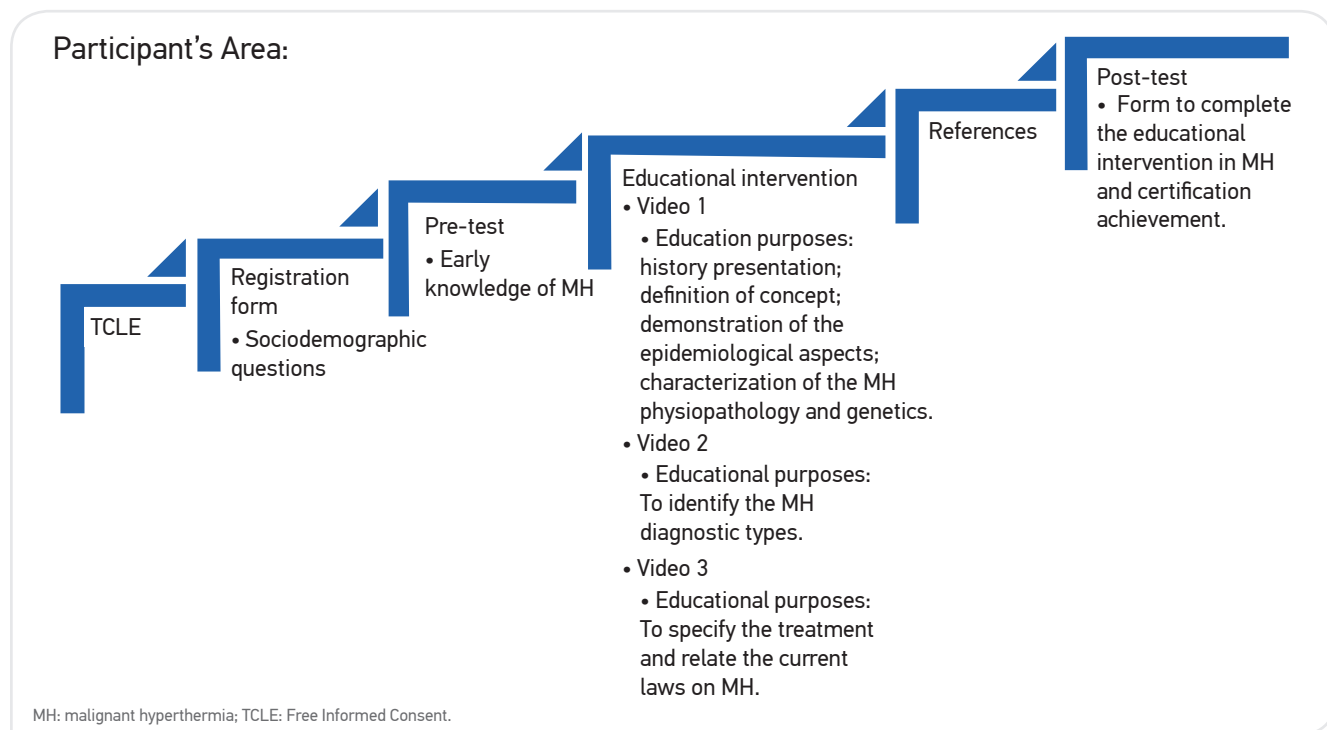 Participant's Area:
TCLE
Registration
form
• Sociodemographic
questions
Pre-test
• Early
knowledge of MH
Educational intervention
• Video 1
• Education purposes:
history presentation;
definition of concept;
demonstration of the
epidemiological aspects;
characterization of the MH
physiopathology and genetics.
• Video 2
• Educational purposes:
To identify the MH
diagnostic types.
• Video 3
• Educational purposes:
To specify the treatment
and relate the current
laws on MH.
References
Post-test
• Form to complete
the educational
intervention in MH
and certification
achievement.
MH: malignant hyperthermia; TCLE: Free Informed Consent.